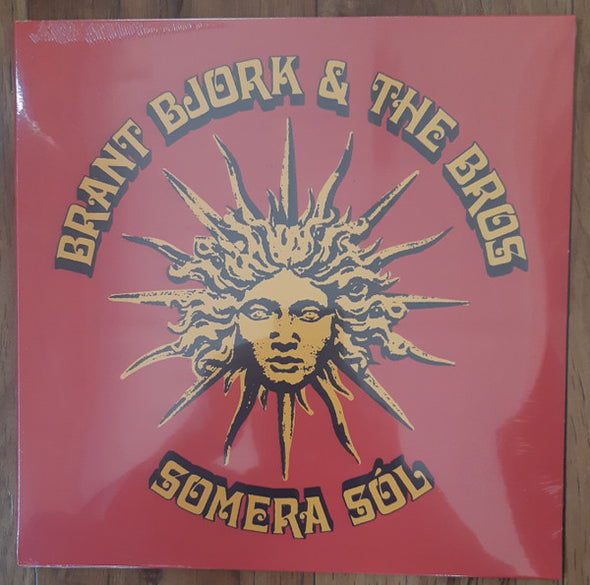 BRANT BJORK & THE BROS
SOMERA SÓL